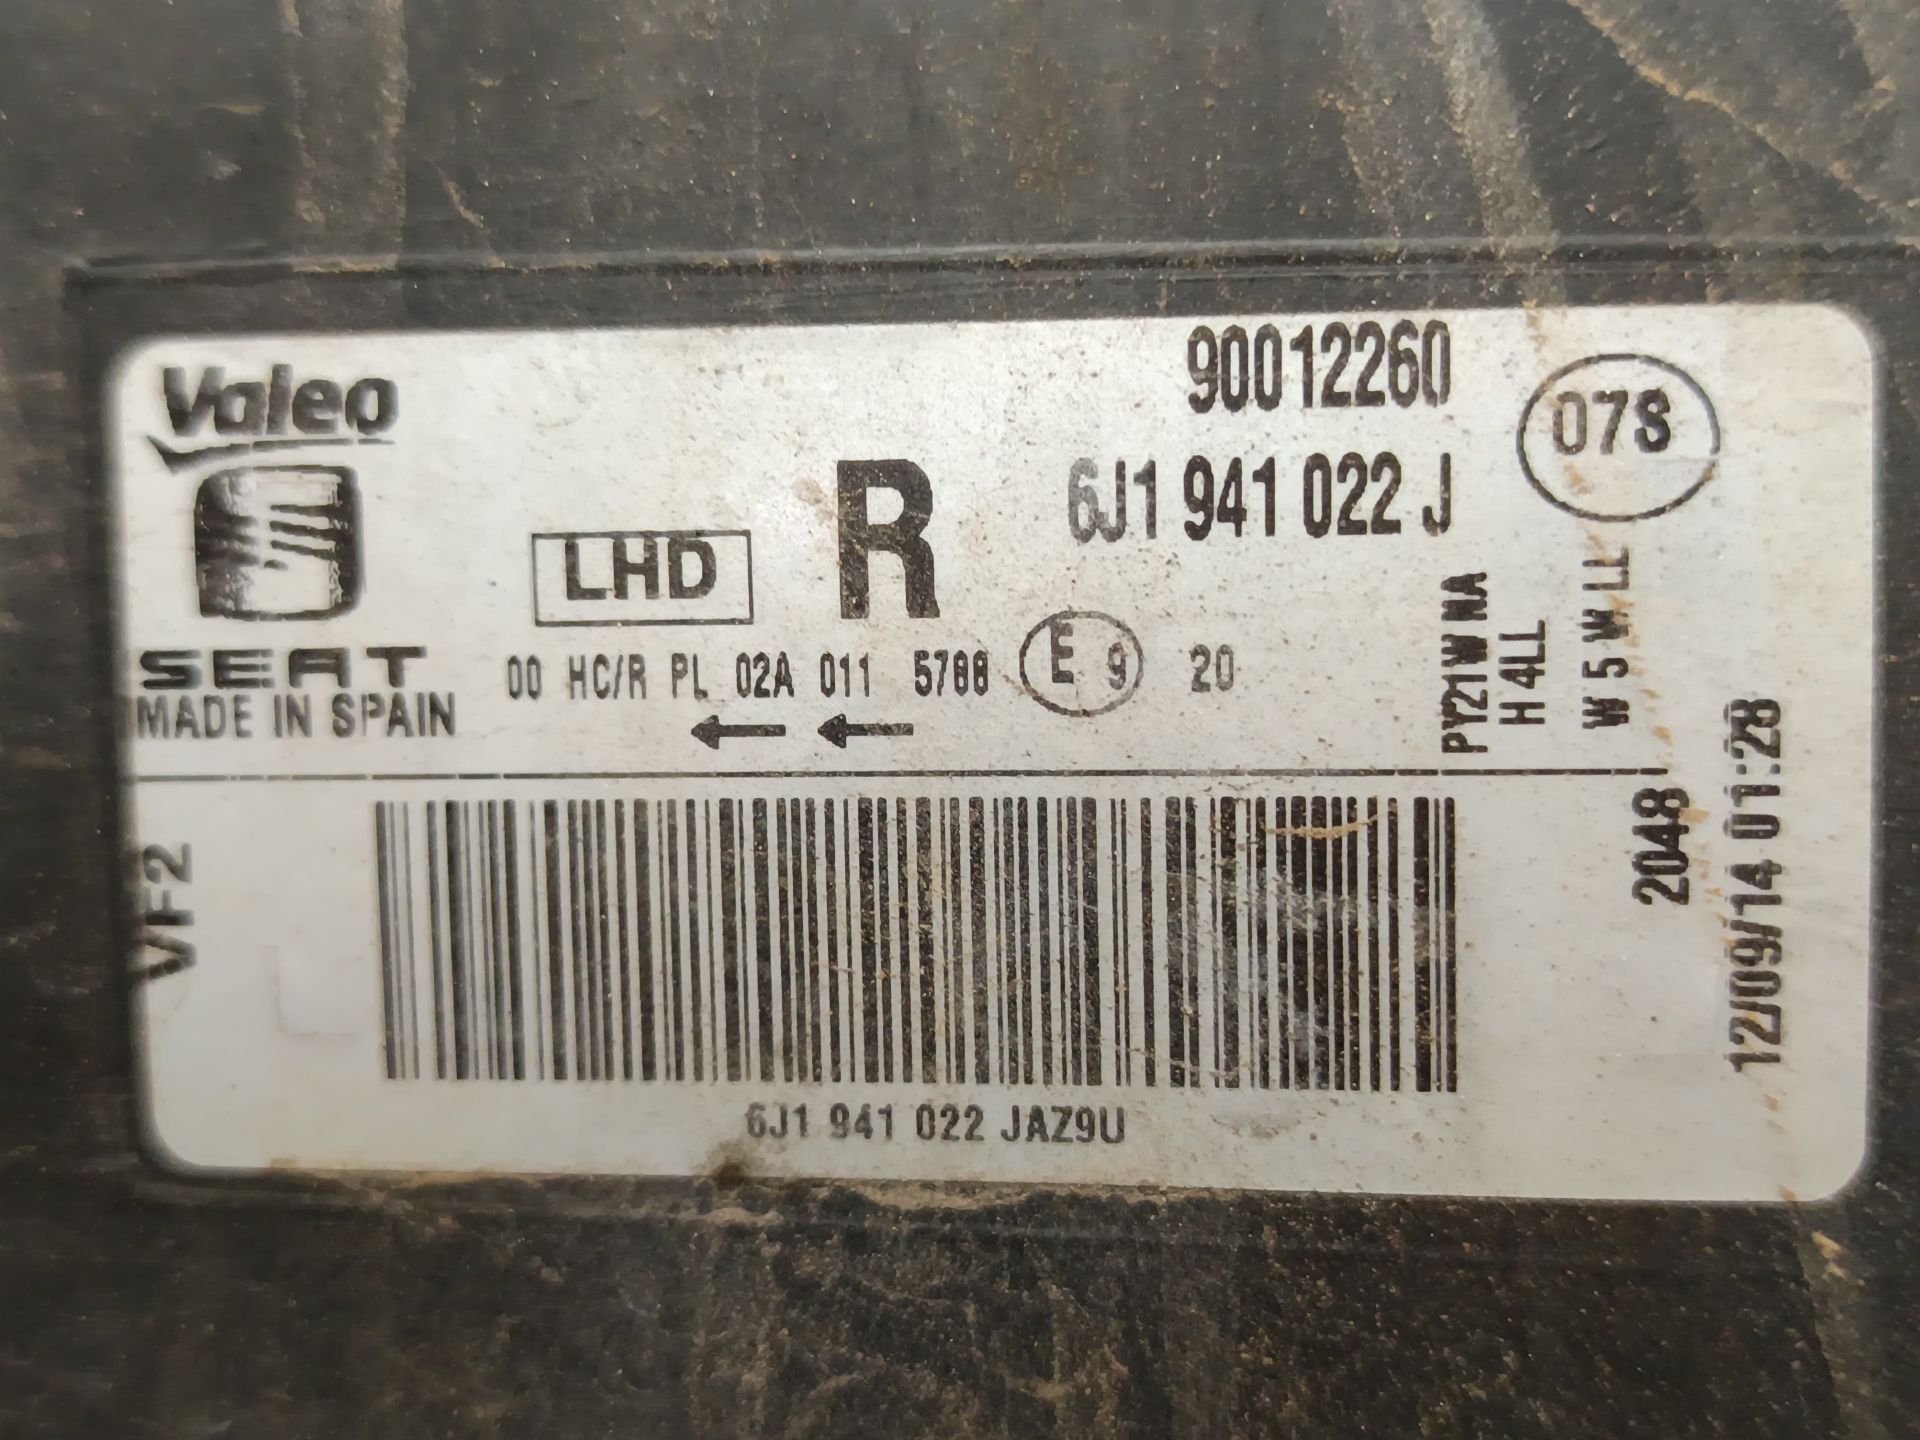 Valeo
90012260
07S
R
6J1 941 022 J
LHD
SEAT
MADE IN SPAIN
00 HC/R PL 02A 011 5788 E 9 20
PY21W NA
H 4LL
W 5 W LL
VF2
2048
12/09/14 01:28
6J1 941 022 JAZ9U